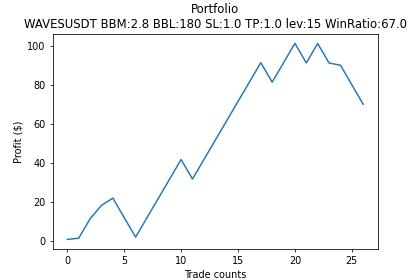 Portfolio
WAVESUSDT BBM:2.8 BBL:180 SL:1.0 TP:1.0 lev:15 WinRatio:67.0
100
80
60
40
20
0
Profit ($)
0 5 10 15 20 25
Trade counts